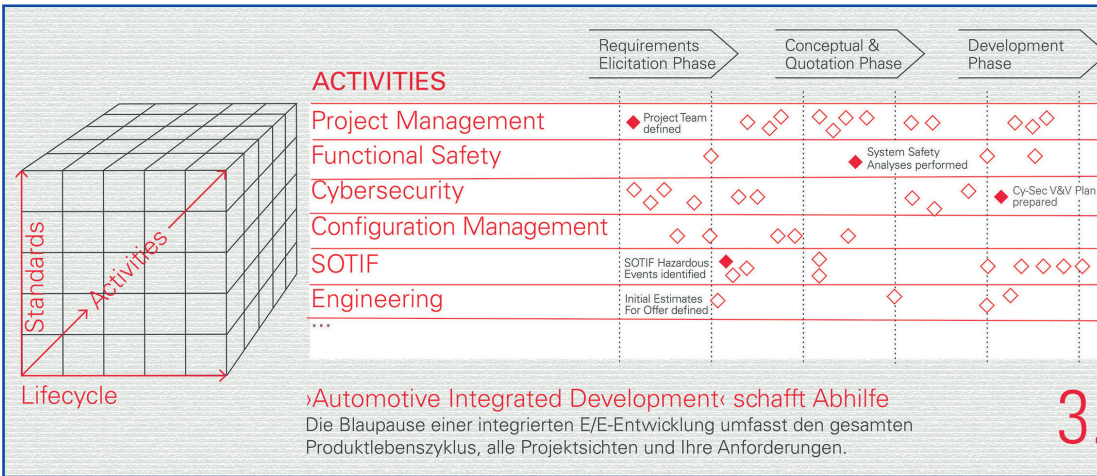 Requirements
Elicitation Phase
Conceptual &
Quotation Phase
Development
Phase
ACTIVITIES
Project Management
Project Team
defined
Functional Safety
System Safety
Analyses performed
Cybersecurity
Cy-Sec V&V Plan
prepared
Configuration Management
SOTIF
SOTIF Hazardous
Events identified
Engineering
Initial Estimates
For Offer defined
...
Standards
Activities
Lifecycle
›Automotive Integrated Development‹ schafft Abhilfe
Die Blaupause einer integrierten E/E-Entwicklung umfasst den gesamten
Produktlebenszyklus, alle Projektsichten und Ihre Anforderungen.
3.